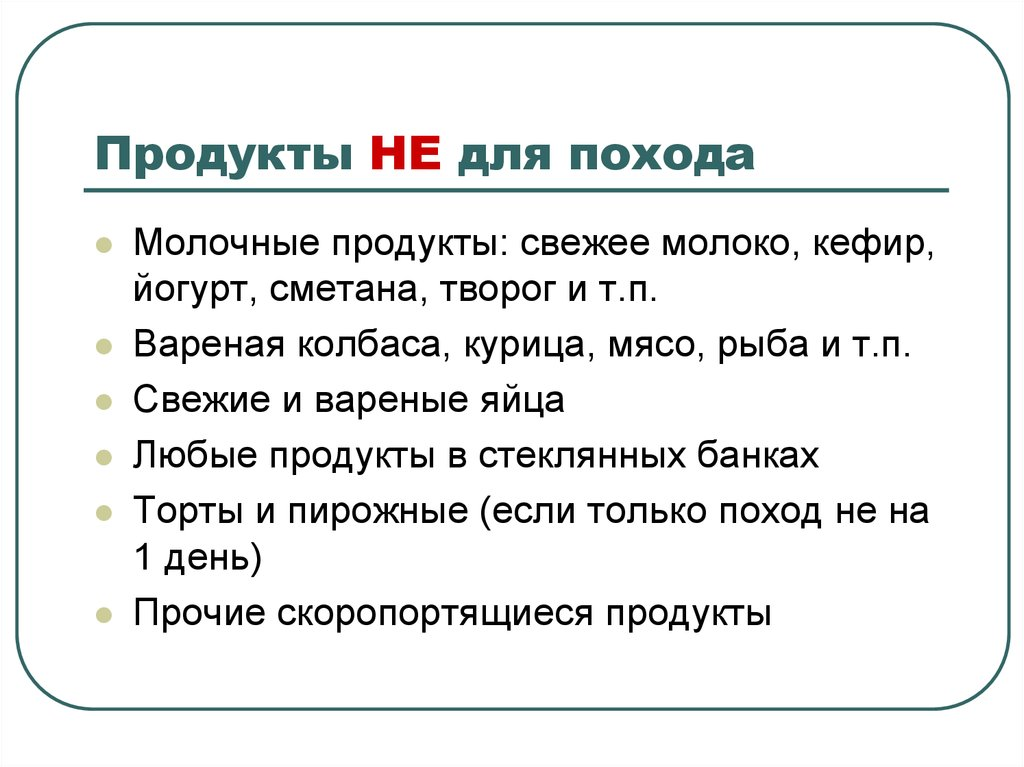 Продукты НЕ для похода
Молочные продукты: свежее молоко, кефир,
йогурт, сметана, творог и т.п.
Вареная колбаса, курица, мясо, рыба и т.п.
Свежие и вареные яйца
Любые продукты в стеклянных банках
Торты и пирожные (если только поход не на
1 день)
Прочие скоропортящиеся продукты